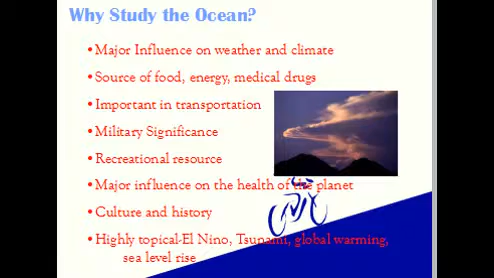 Why Study the Ocean?
•Major Influence on weather and climate
•Source of food, energy, medical drugs
•Important in transportation
•Military Significance
•Recreational resource
•Major influence on the health of the planet
•Culture and history
•Highly topical-El Nino, Tsunami, global warming,
sea level rise